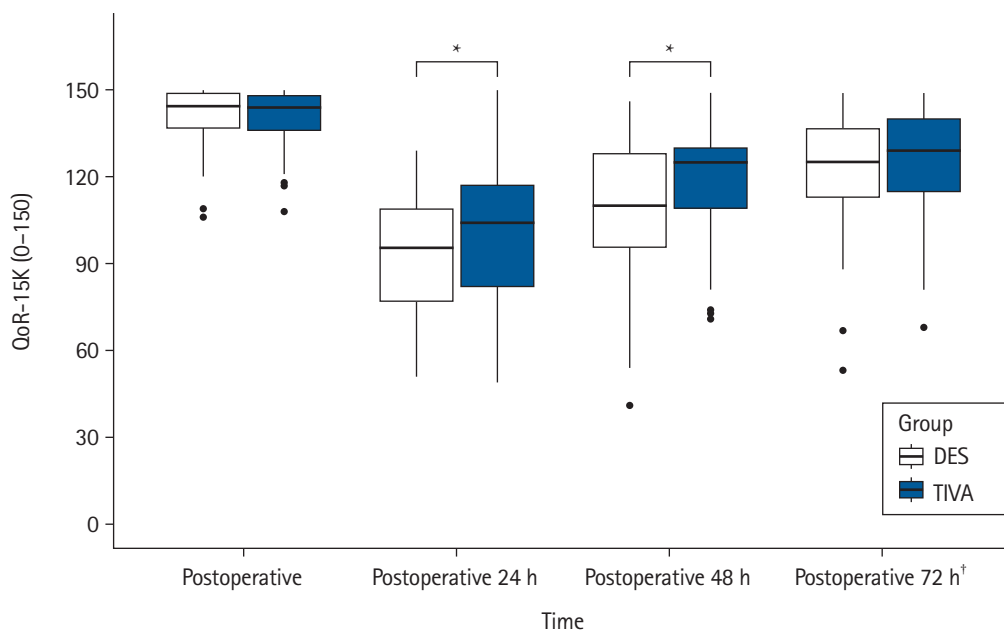 * *
150
120
90
60
30
0
QoR-15K (0-150)
Group
DES
TIVA
Postoperative Postoperative 24 h Postoperative 48 h Postoperative 72 h†
Time